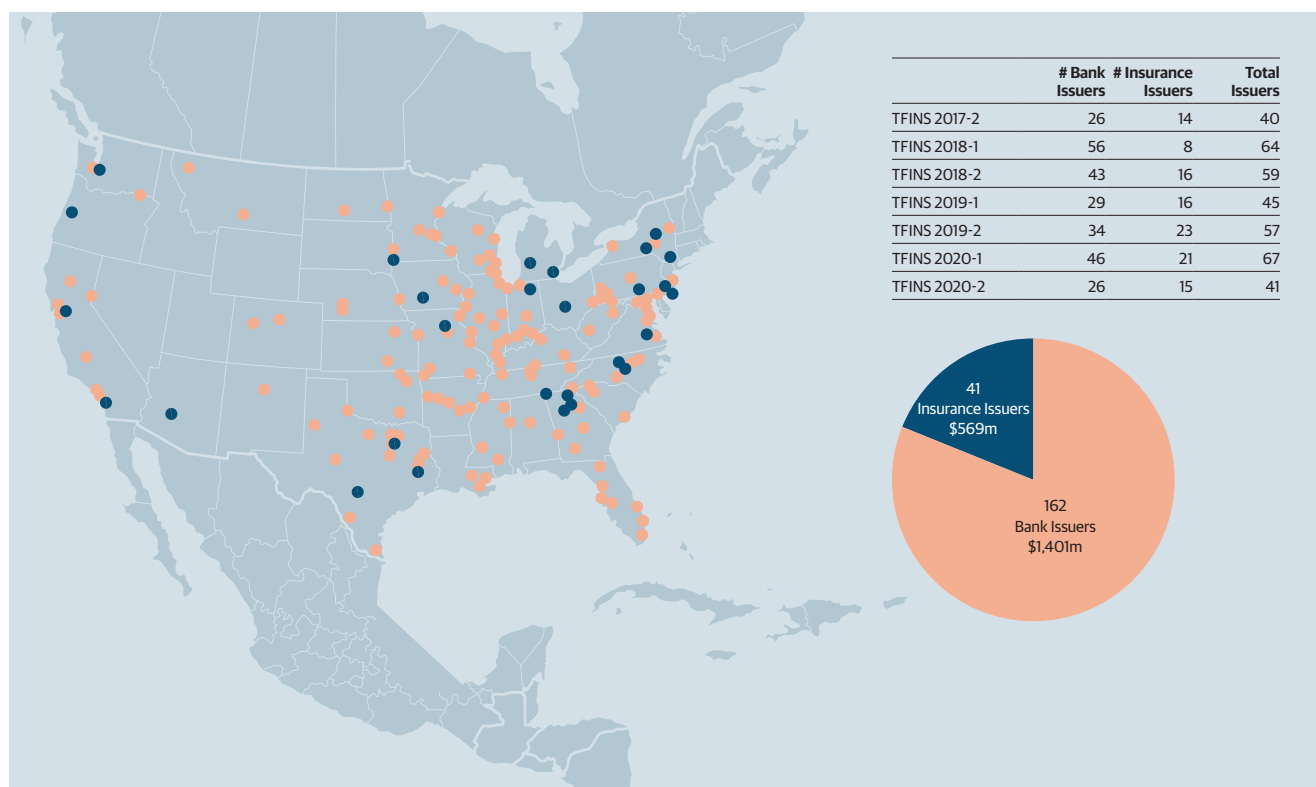 # Bank Issuers # Insurance Issuers Total Issuers
TFINS 2017-2 26 14 40
TFINS 2018-1 56 8 64
TFINS 2018-2 43 16 59
TFINS 2019-1 29 16 45
TFINS 2019-2 34 23 57
TFINS 2020-1 46 21 67
TFINS 2020-2 26 15 41
41
Insurance Issuers
$569m
162
Bank Issuers
$1,401m